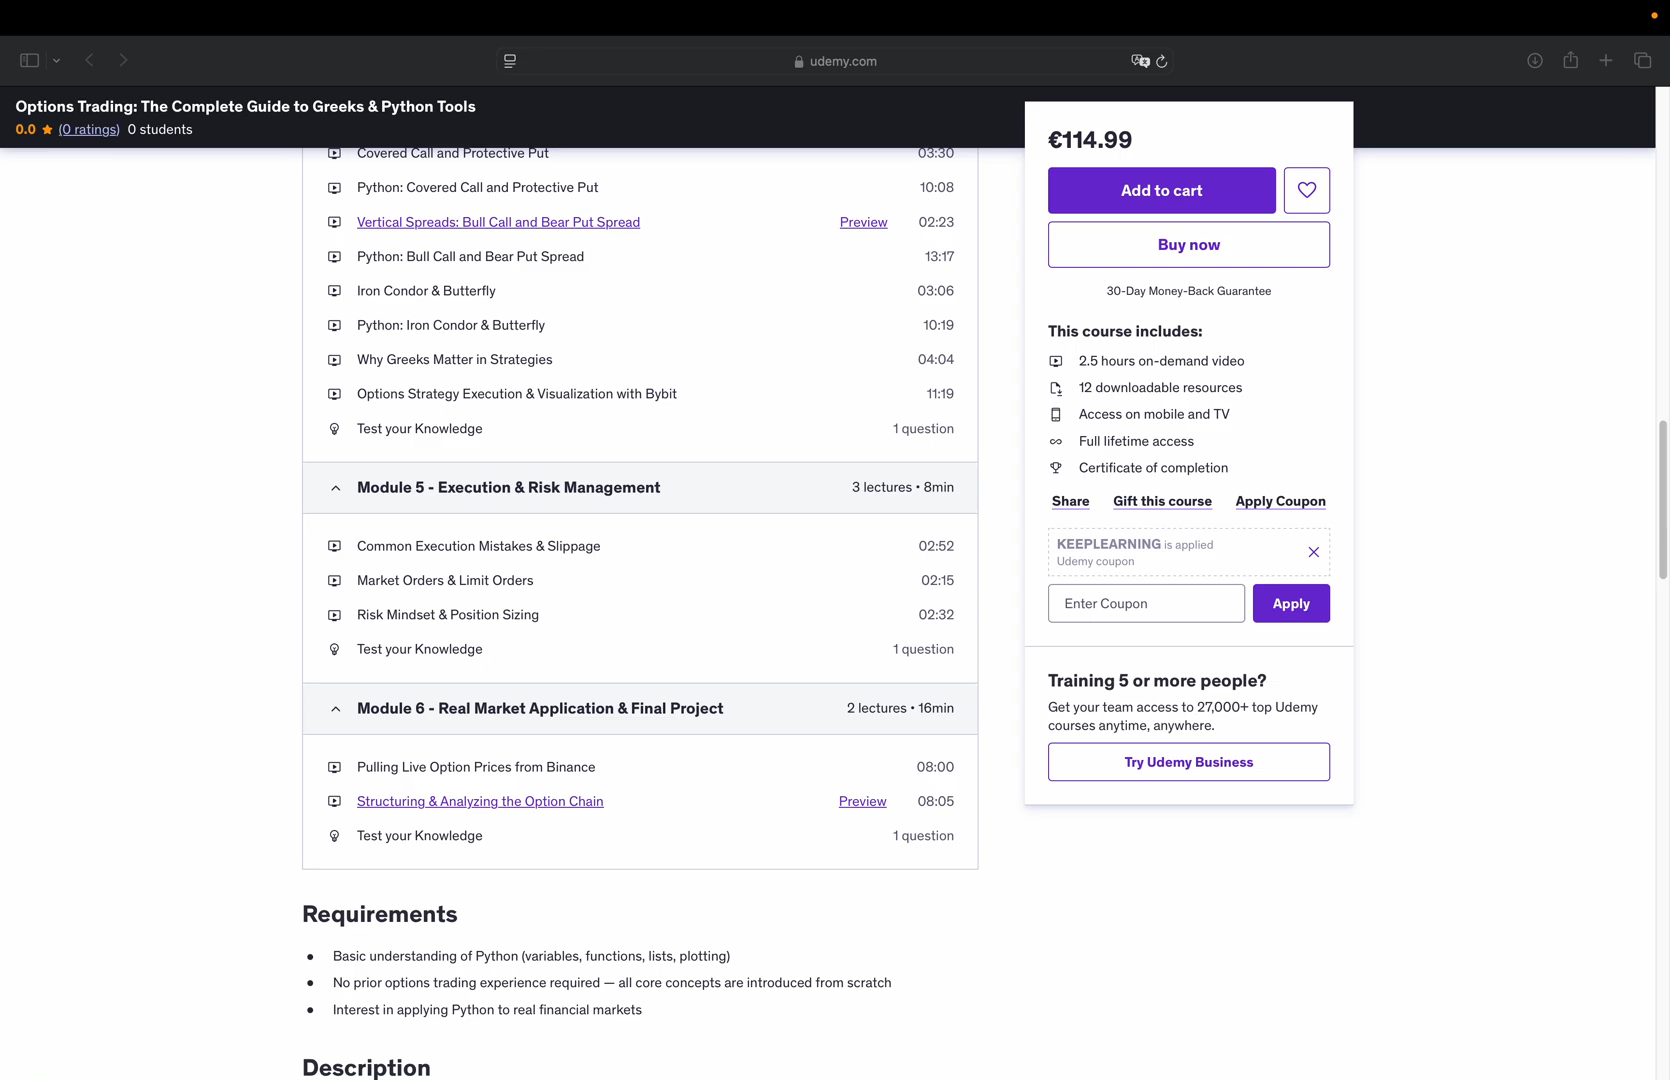 udemy.com
Options Trading: The Complete Guide to Greeks & Python Tools
0.0 (0 ratings) 0 students
Covered Call and Protective Put 03:30
Python: Covered Call and Protective Put 10:08
Vertical Spreads: Bull Call and Bear Put Spread Preview 02:23
Python: Bull Call and Bear Put Spread 13:17
Iron Condor & Butterfly 03:06
Python: Iron Condor & Butterfly 10:19
Why Greeks Matter in Strategies 04:04
Options Strategy Execution & Visualization with Bybit 11:19
Test your Knowledge 1 question
Module 5 - Execution & Risk Management 3 lectures • 8min
Common Execution Mistakes & Slippage 02:52
Market Orders & Limit Orders 02:15
Risk Mindset & Position Sizing 02:32
Test your Knowledge 1 question
Module 6 - Real Market Application & Final Project 2 lectures • 16min
Pulling Live Option Prices from Binance 08:00
Structuring & Analyzing the Option Chain Preview 08:05
Test your Knowledge 1 question
Requirements
Basic understanding of Python (variables, functions, lists, plotting)
No prior options trading experience required — all core concepts are introduced from scratch
Interest in applying Python to real financial markets
Description
€114.99
Add to cart
Buy now
30-Day Money-Back Guarantee
This course includes:
2.5 hours on-demand video
12 downloadable resources
Access on mobile and TV
Full lifetime access
Certificate of completion
Share Gift this course Apply Coupon
KEEPLEARNING is applied
Udemy coupon
Enter Coupon Apply
Training 5 or more people?
Get your team access to 27,000+ top Udemy
courses anytime, anywhere.
Try Udemy Business